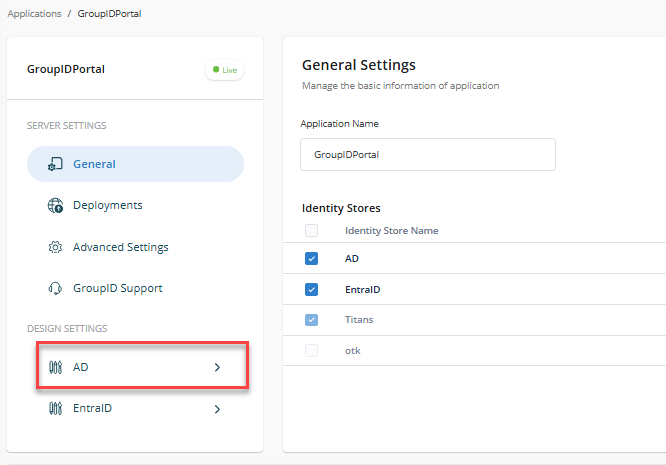 Applications / GroupIDPortal
GroupIDPortal
Live
SERVER SETTINGS
General
Deployments
Advanced Settings
GroupID Support
DESIGN SETTINGS
AD
EntraID
General Settings
Manage the basic information of application
Application Name
GroupIDPortal
Identity Stores
Identity Store Name
AD
EntraID
Titans
otk